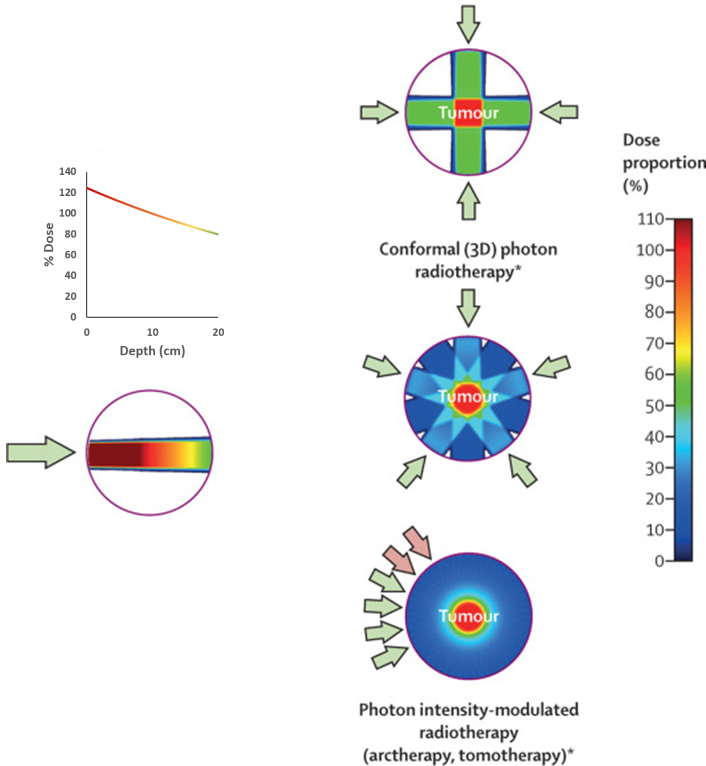 Tumour
Dose
proportion
(%)
140
120
100
80
60
40
20
0
% Dose
0
10
20
Depth (cm)
110
100
90
80
70
60
50
40
30
20
10
0
Conformal (3D) photon
radiotherapy*
Tumour
Tumour
Photon intensity-modulated
radiotherapy
(arctherapy, tomotherapy)*